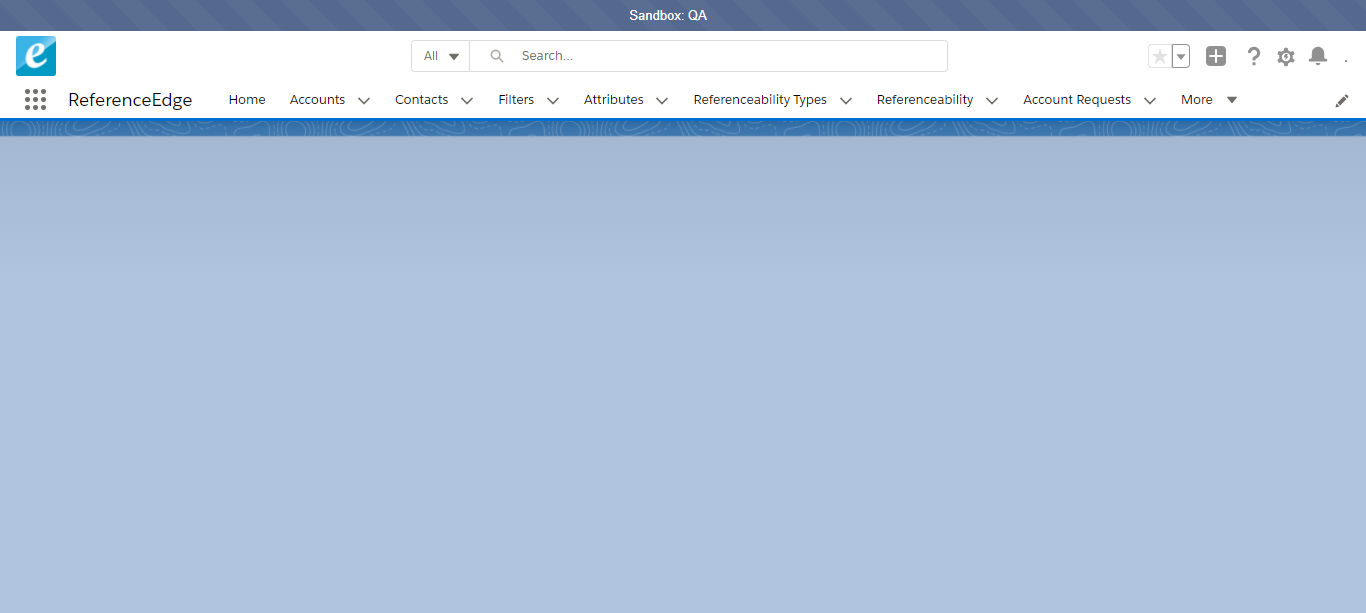 Sandbox: QA
All Search...
ReferenceEdge Home Accounts Contacts Filters Attributes Referenceability Types Referenceability Account Requests More